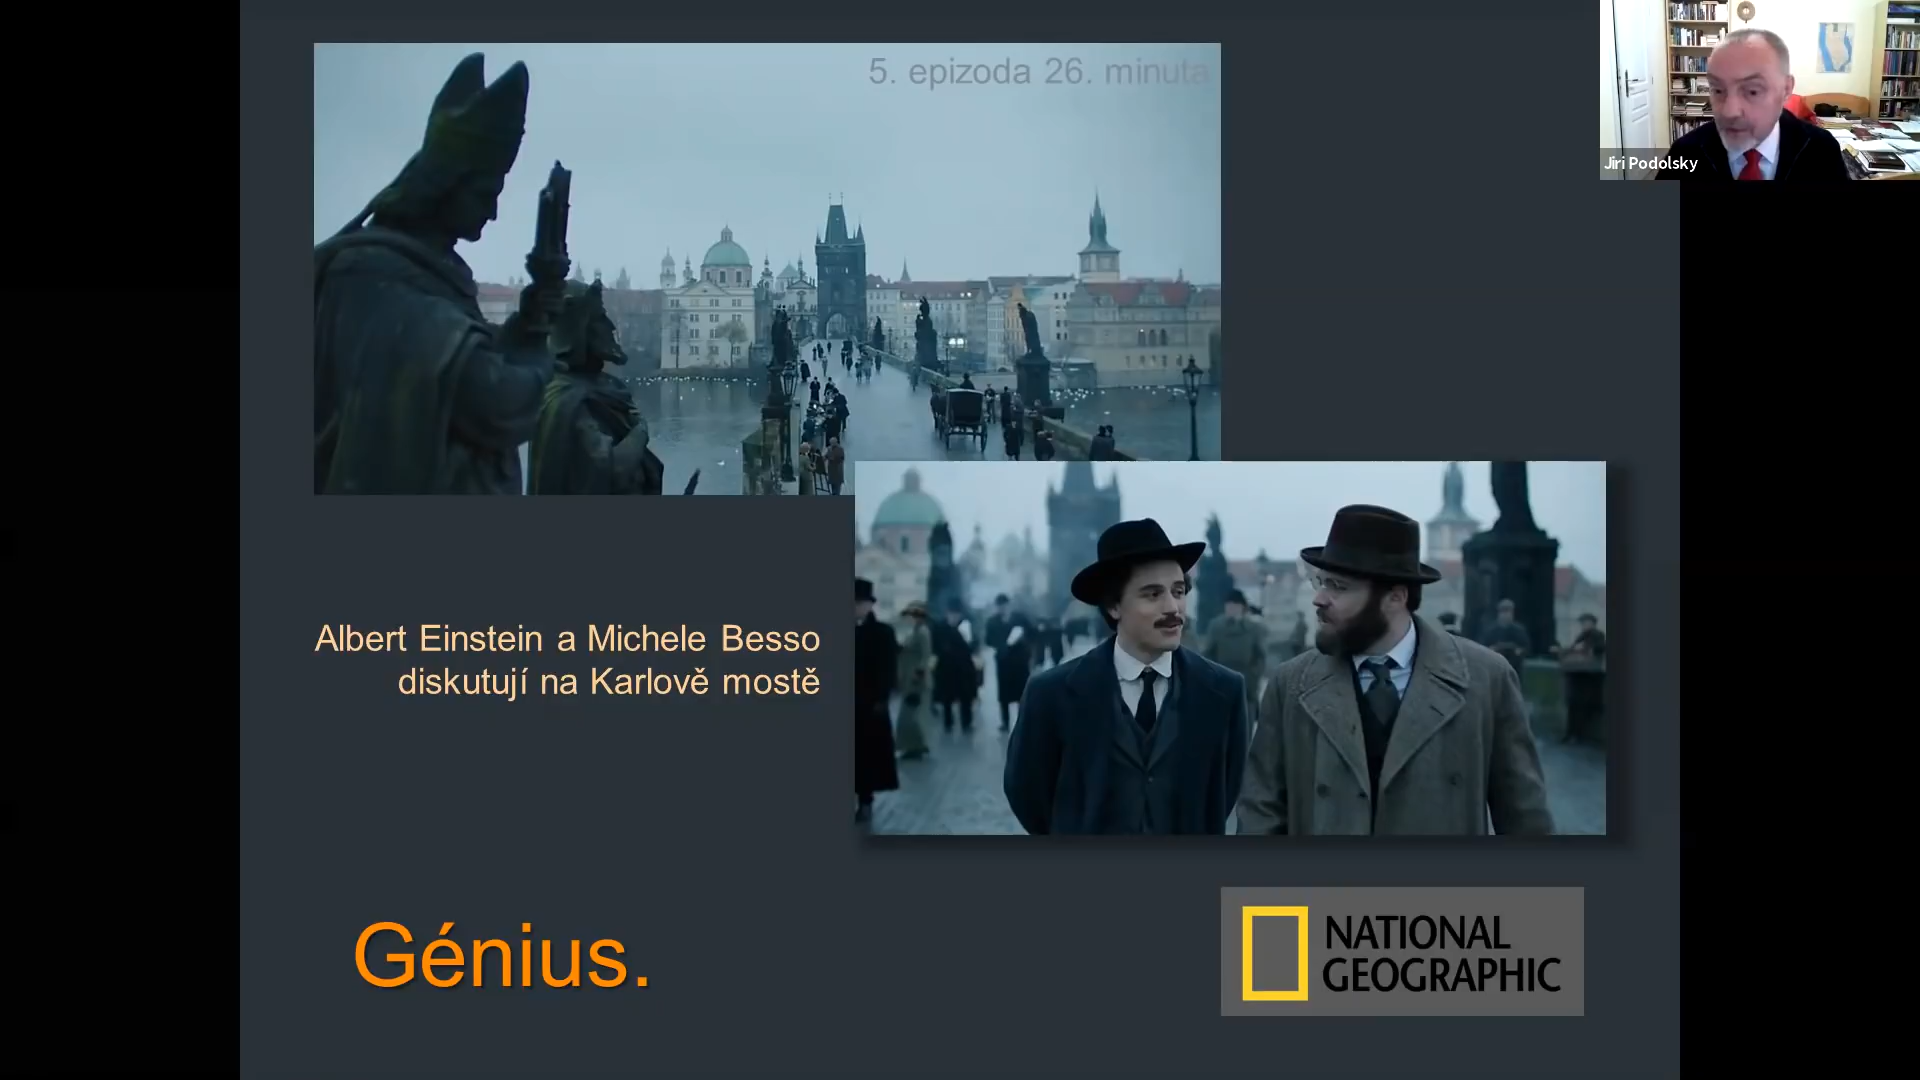 5. epizoda 26. minuta
Jiri Podolsky
Albert Einstein a Michele Besso
diskutují na Karlově mostě
Génius.
NATIONAL
GEOGRAPHIC